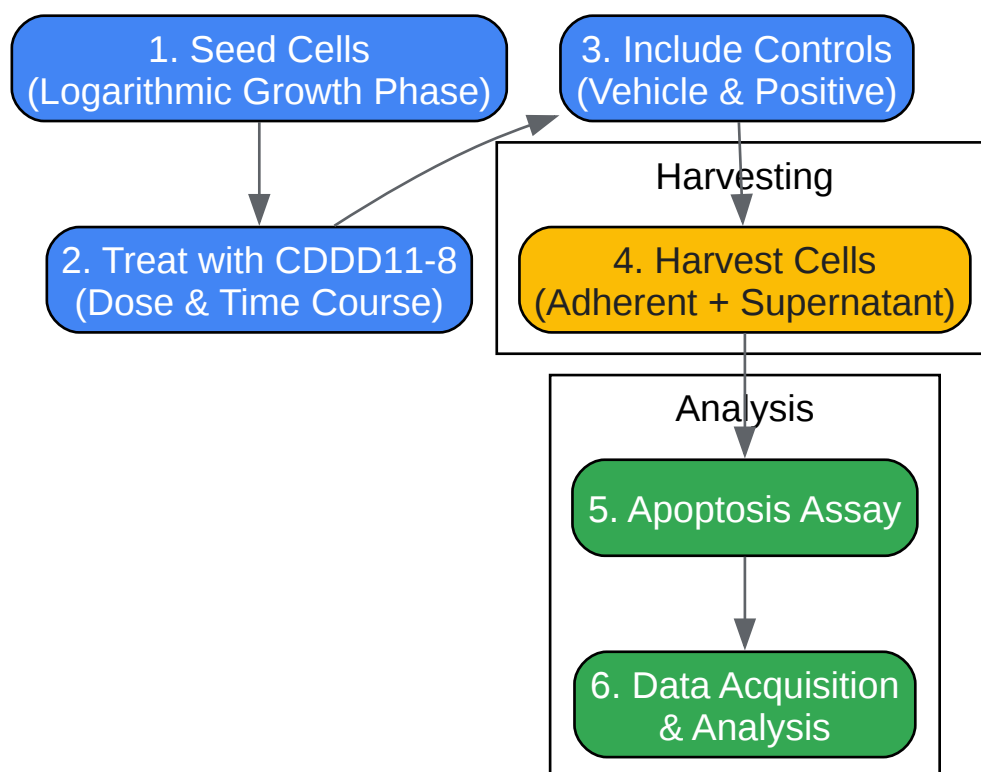 1. Seed Cells
(Logarithmic Growth Phase)
2. Treat with CDDD11-8
(Dose & Time Course)
3. Include Controls
(Vehicle & Positive)
Harvesting
4. Harvest Cells
(Adherent + Supernatant)
Analysis
5. Apoptosis Assay
6. Data Acquisition
& Analysis